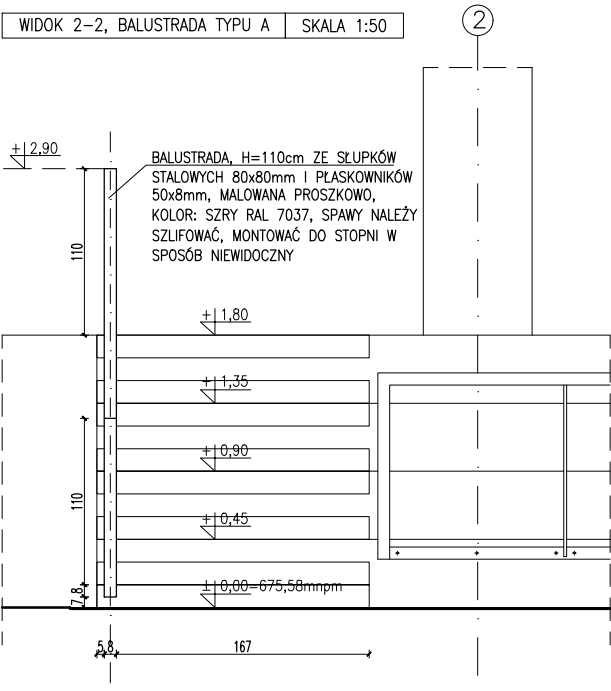 WIDOK 2-2, BALUSTRADA TYPU A
SKALA 1:50
2
+2,90
BALUSTRADA, H=110cm ZE SŁUPKÓW
STALOWYCH 80x80mm I PŁASKOWNIKÓW
50x8mm, MALOWANA PROSZKOWO,
KOLOR: SZRY RAL 7037, SPAWY NALEŻY
SZLIFOWAĆ, MONTOWAĆ DO STOPNI W
SPOSÓB NIEWIDOCZNY
110
+1,80
+1,35
+0,90
110
+0,45
±0,00=675,58mnpm
7,8
5,8
167